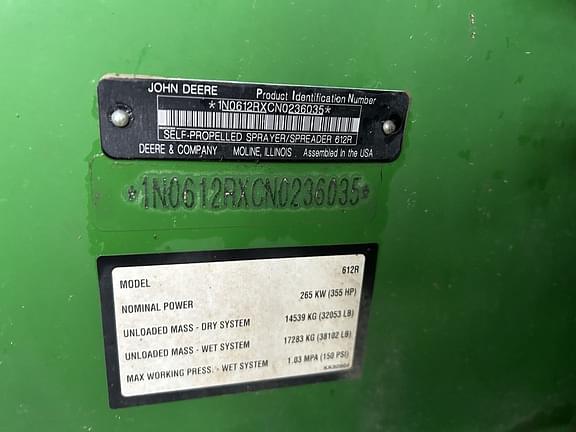 JOHN DEERE Product Identification Number
*1N0612RXCN0236035*
SELF-PROPELLED SPRAYER/SPREADER 612R
DEERE & COMPANY MOLINE, ILLINOIS Assembled in the USA
*1N0612RXCN0236035*
MODEL 612R
NOMINAL POWER 265 KW (355 HP)
UNLOADED MASS - DRY SYSTEM 14539 KG (32053 LB)
UNLOADED MASS - WET SYSTEM 17283 KG (38102 LB)
MAX WORKING PRESS. - WET SYSTEM 1.03 MPA (150 PSI)